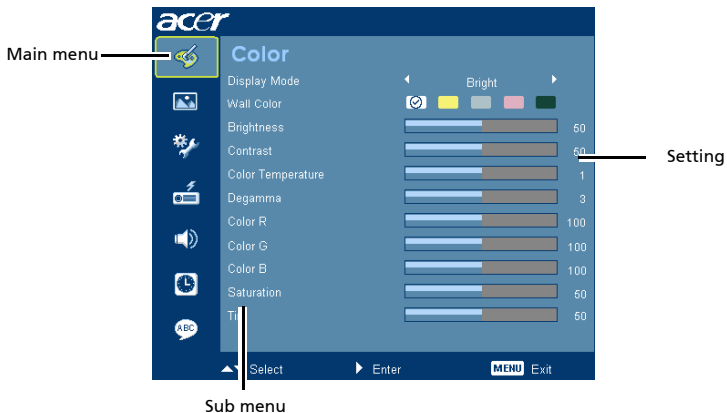 acer
Main menu
Color
Display Mode Bright
Wall Color
Brightness 50
Contrast 50
Setting
Color Temperature 1
Degamma 3
Color R 100
Color G 100
Color B 100
Saturation 50
50
ABC
Select Enter MENU Exit
Sub menu